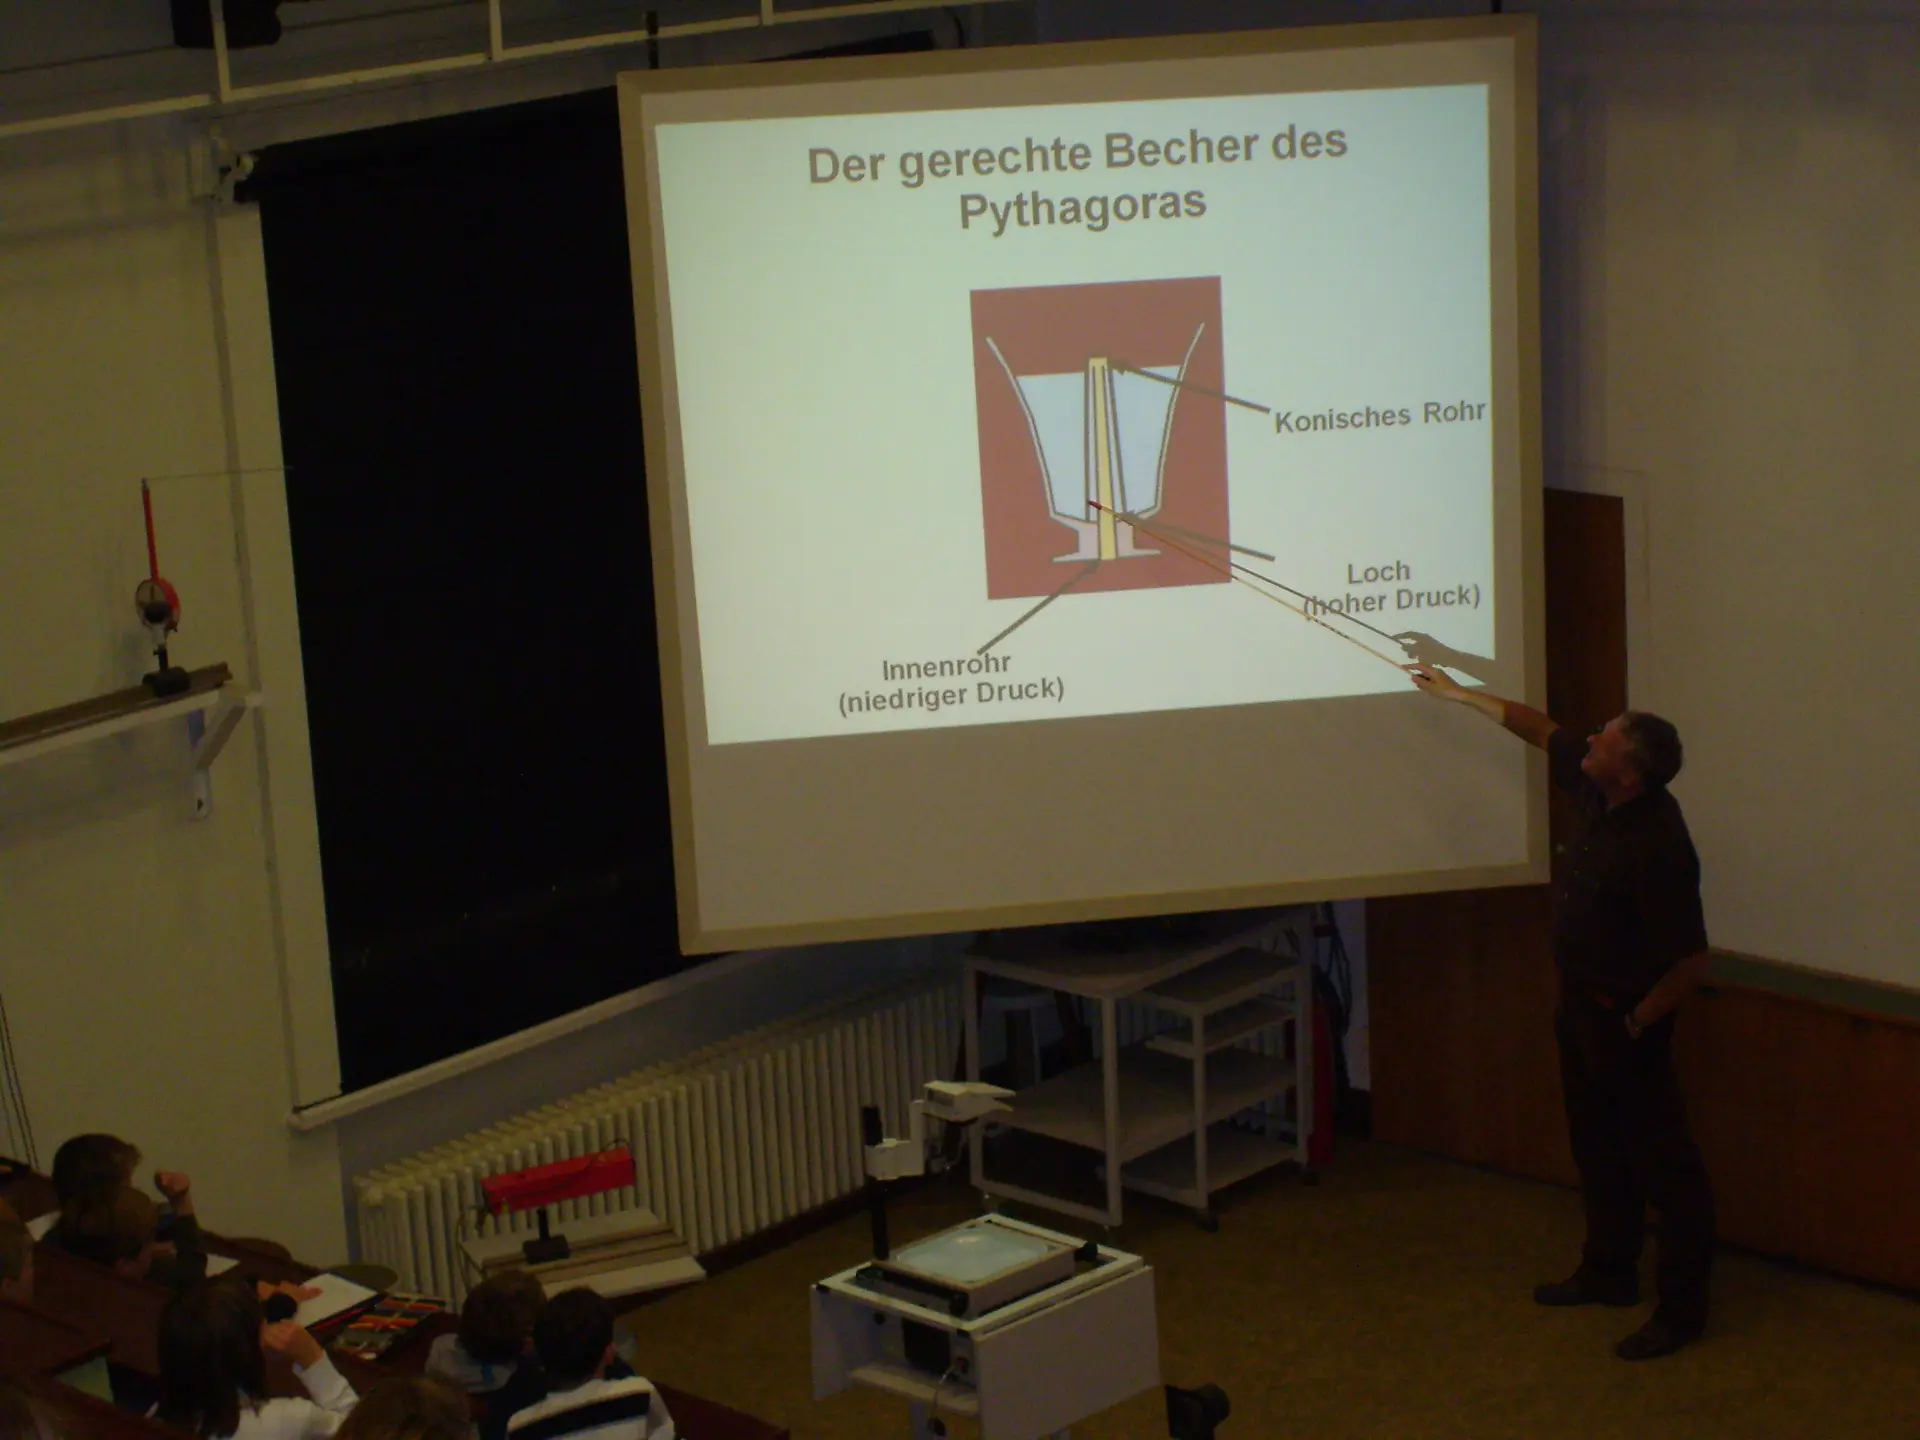 Der gerechte Becher des
Pythagoras
Konisches Rohr
Loch
(hoher Druck)
Innenrohr
(niedriger Druck)